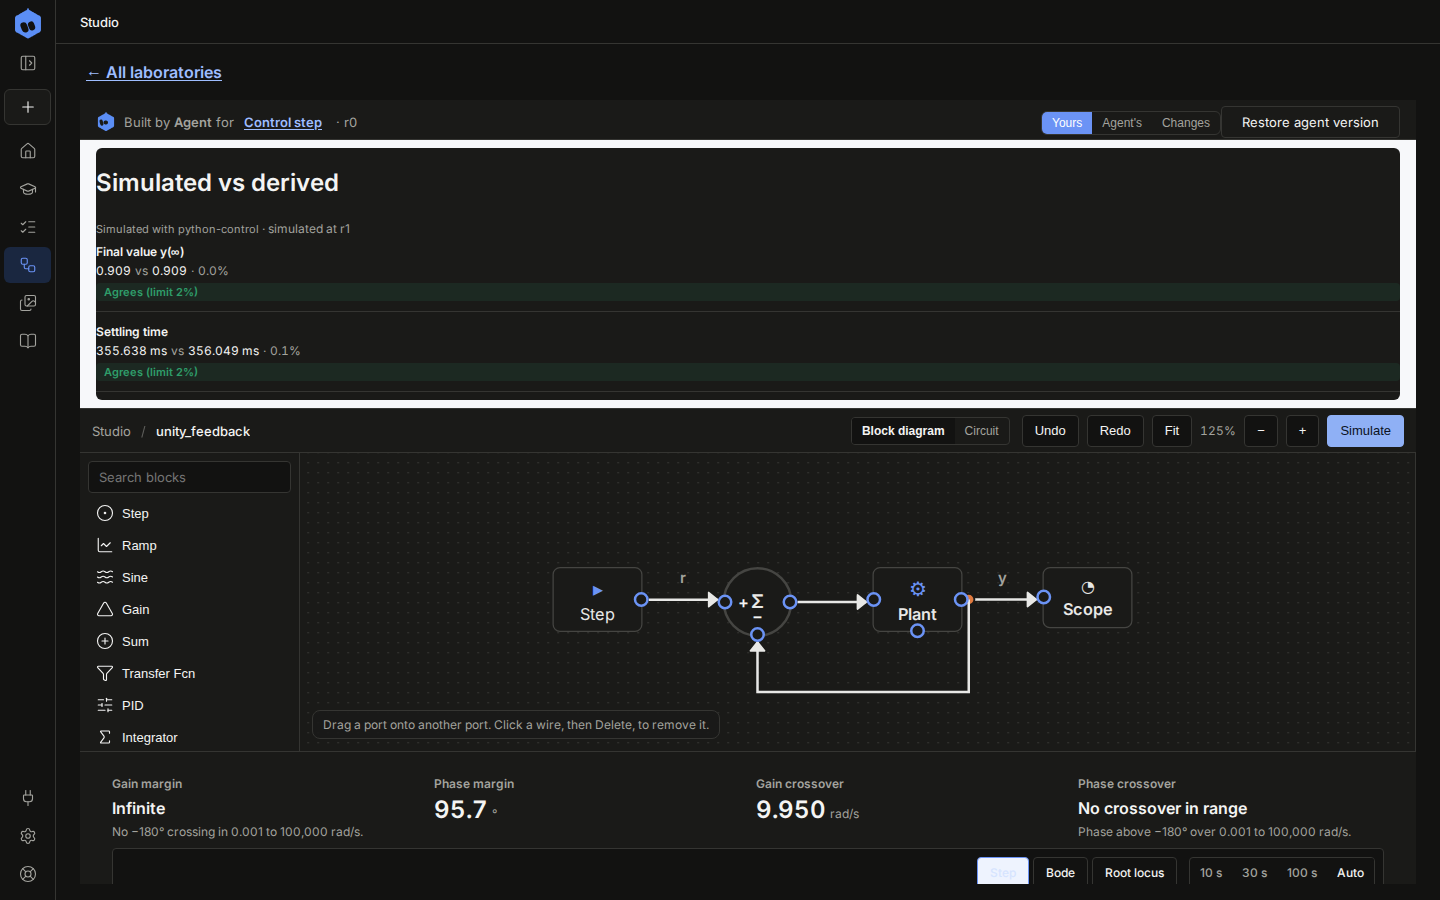 Studio
← All laboratories
Built by Agent for Control step · r0
Yours Agent's Changes Restore agent version
Simulated vs derived
Simulated with python-control · simulated at r1
Final value y(∞)
0.909 vs 0.909 · 0.0%
Agrees (limit 2%)
Settling time
355.638 ms vs 356.049 ms · 0.1%
Agrees (limit 2%)
Studio / unity_feedback
Block diagram Circuit Undo Redo Fit 125% − + Simulate
Search blocks
Step
Ramp
Sine
Gain
Sum
Transfer Fcn
PID
Integrator
r
y
+ Σ
−
Step
Plant
Scope
Drag a port onto another port. Click a wire, then Delete, to remove it.
Gain margin
Infinite
No −180° crossing in 0.001 to 100,000 rad/s.
Phase margin
95.7 °
Gain crossover
9.950 rad/s
Phase crossover
No crossover in range
Phase above −180° over 0.001 to 100,000 rad/s.
Step Bode Root locus 10 s 30 s 100 s Auto